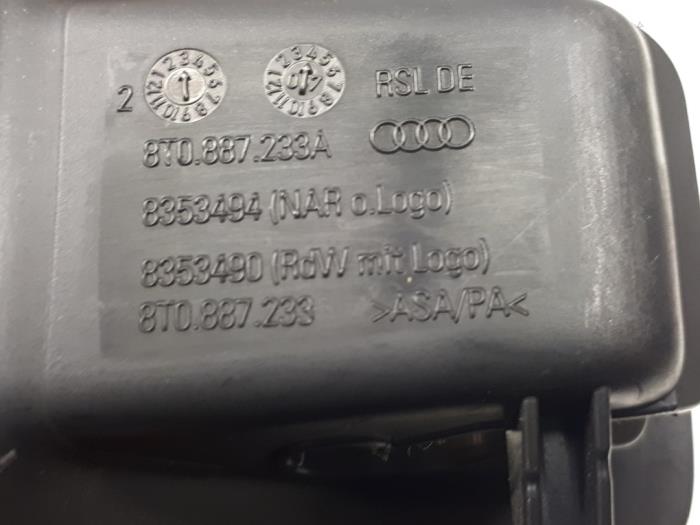 2 RSL DE
8T0.887.233A
8353494 (NAR o.Logo)
8353490 (RdW mit Logo)
8T0.887.233 >ASA/PA<